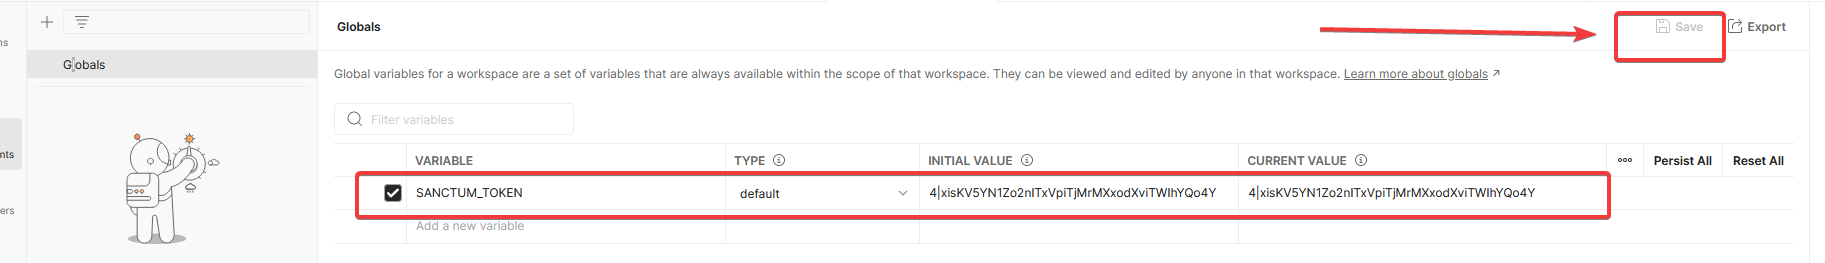 Globals
Save
Export
ns
Globals
Global variables for a workspace are a set of variables that are always available within the scope of that workspace. They can be viewed and edited by anyone in that workspace. Learn more about globals ↗
Filter variables
nts
VARIABLE TYPE INITIAL VALUE CURRENT VALUE Persist All Reset All
SANCTUM_TOKEN default 4|xisKV5YN1Zo2nITxVpiTjMrMXxodXviTWIhYQo4Y 4|xisKV5YN1Zo2nITxVpiTjMrMXxodXviTWIhYQo4Y
ers
Add a new variable